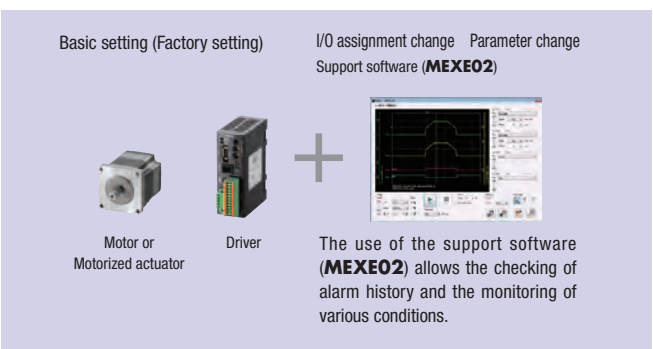 Basic setting (Factory setting)
I/O assignment change Parameter change
Support software (MEXE02)
Motor or
Motorized actuator
Driver
The use of the support software
(MEXE02) allows the checking of
alarm history and the monitoring of
various conditions.